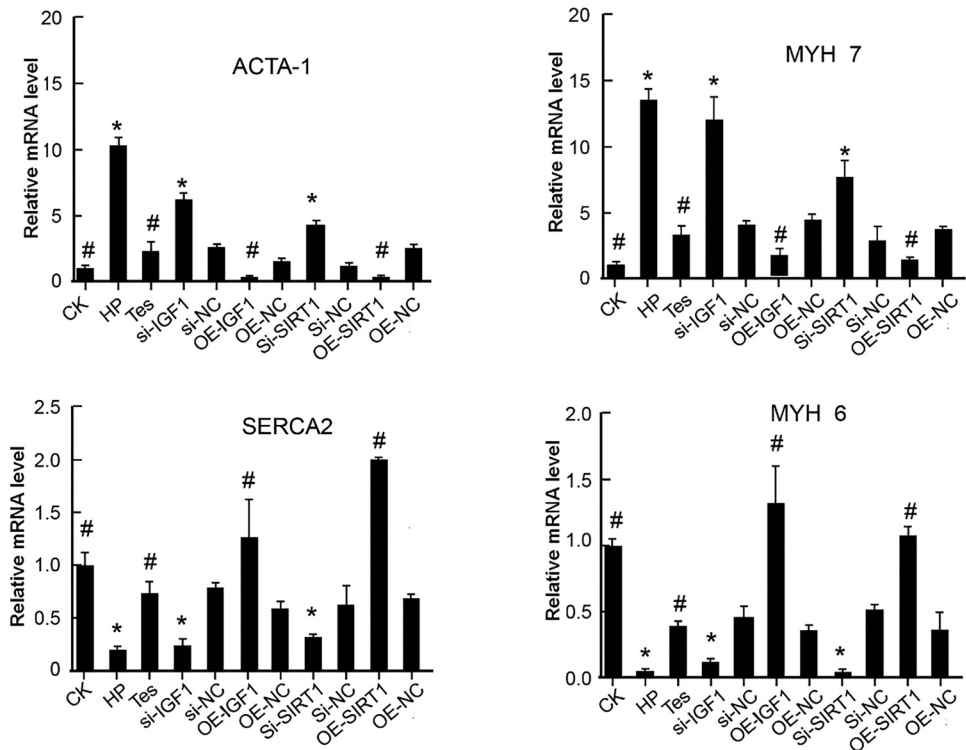 ACTA-1
Relative mRNA level
20
15
10
5
0
# * # * # * #
CK HP Tes si-IGF1 si-NC OE-IGF1 OE-NC Si-SIRT1 Si-NC OE-SIRT1 OE-NC
MYH 7
Relative mRNA level
20
15
10
5
0
# * # * # * #
CK HP Tes si-IGF1 si-NC OE-IGF1 OE-NC Si-SIRT1 Si-NC OE-SIRT1 OE-NC
SERCA2
Relative mRNA level
2.5
2.0
1.5
1.0
0.5
0
# * # * # * #
CK HP Tes si-IGF1 si-NC OE-IGF1 OE-NC Si-SIRT1 Si-NC OE-SIRT1 OE-NC
MYH 6
Relative mRNA level
2.0
1.5
1.0
0.5
0.0
# * # * # * #
CK HP Tes si-IGF1 si-NC OE-IGF1 OE-NC Si-SIRT1 Si-NC OE-SIRT1 OE-NC